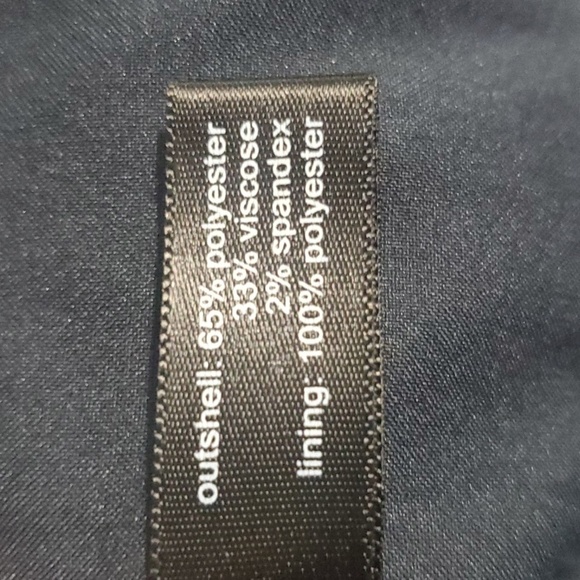 outshell: 65% polyester
33% viscose
2% spandex
lining: 100% polyester